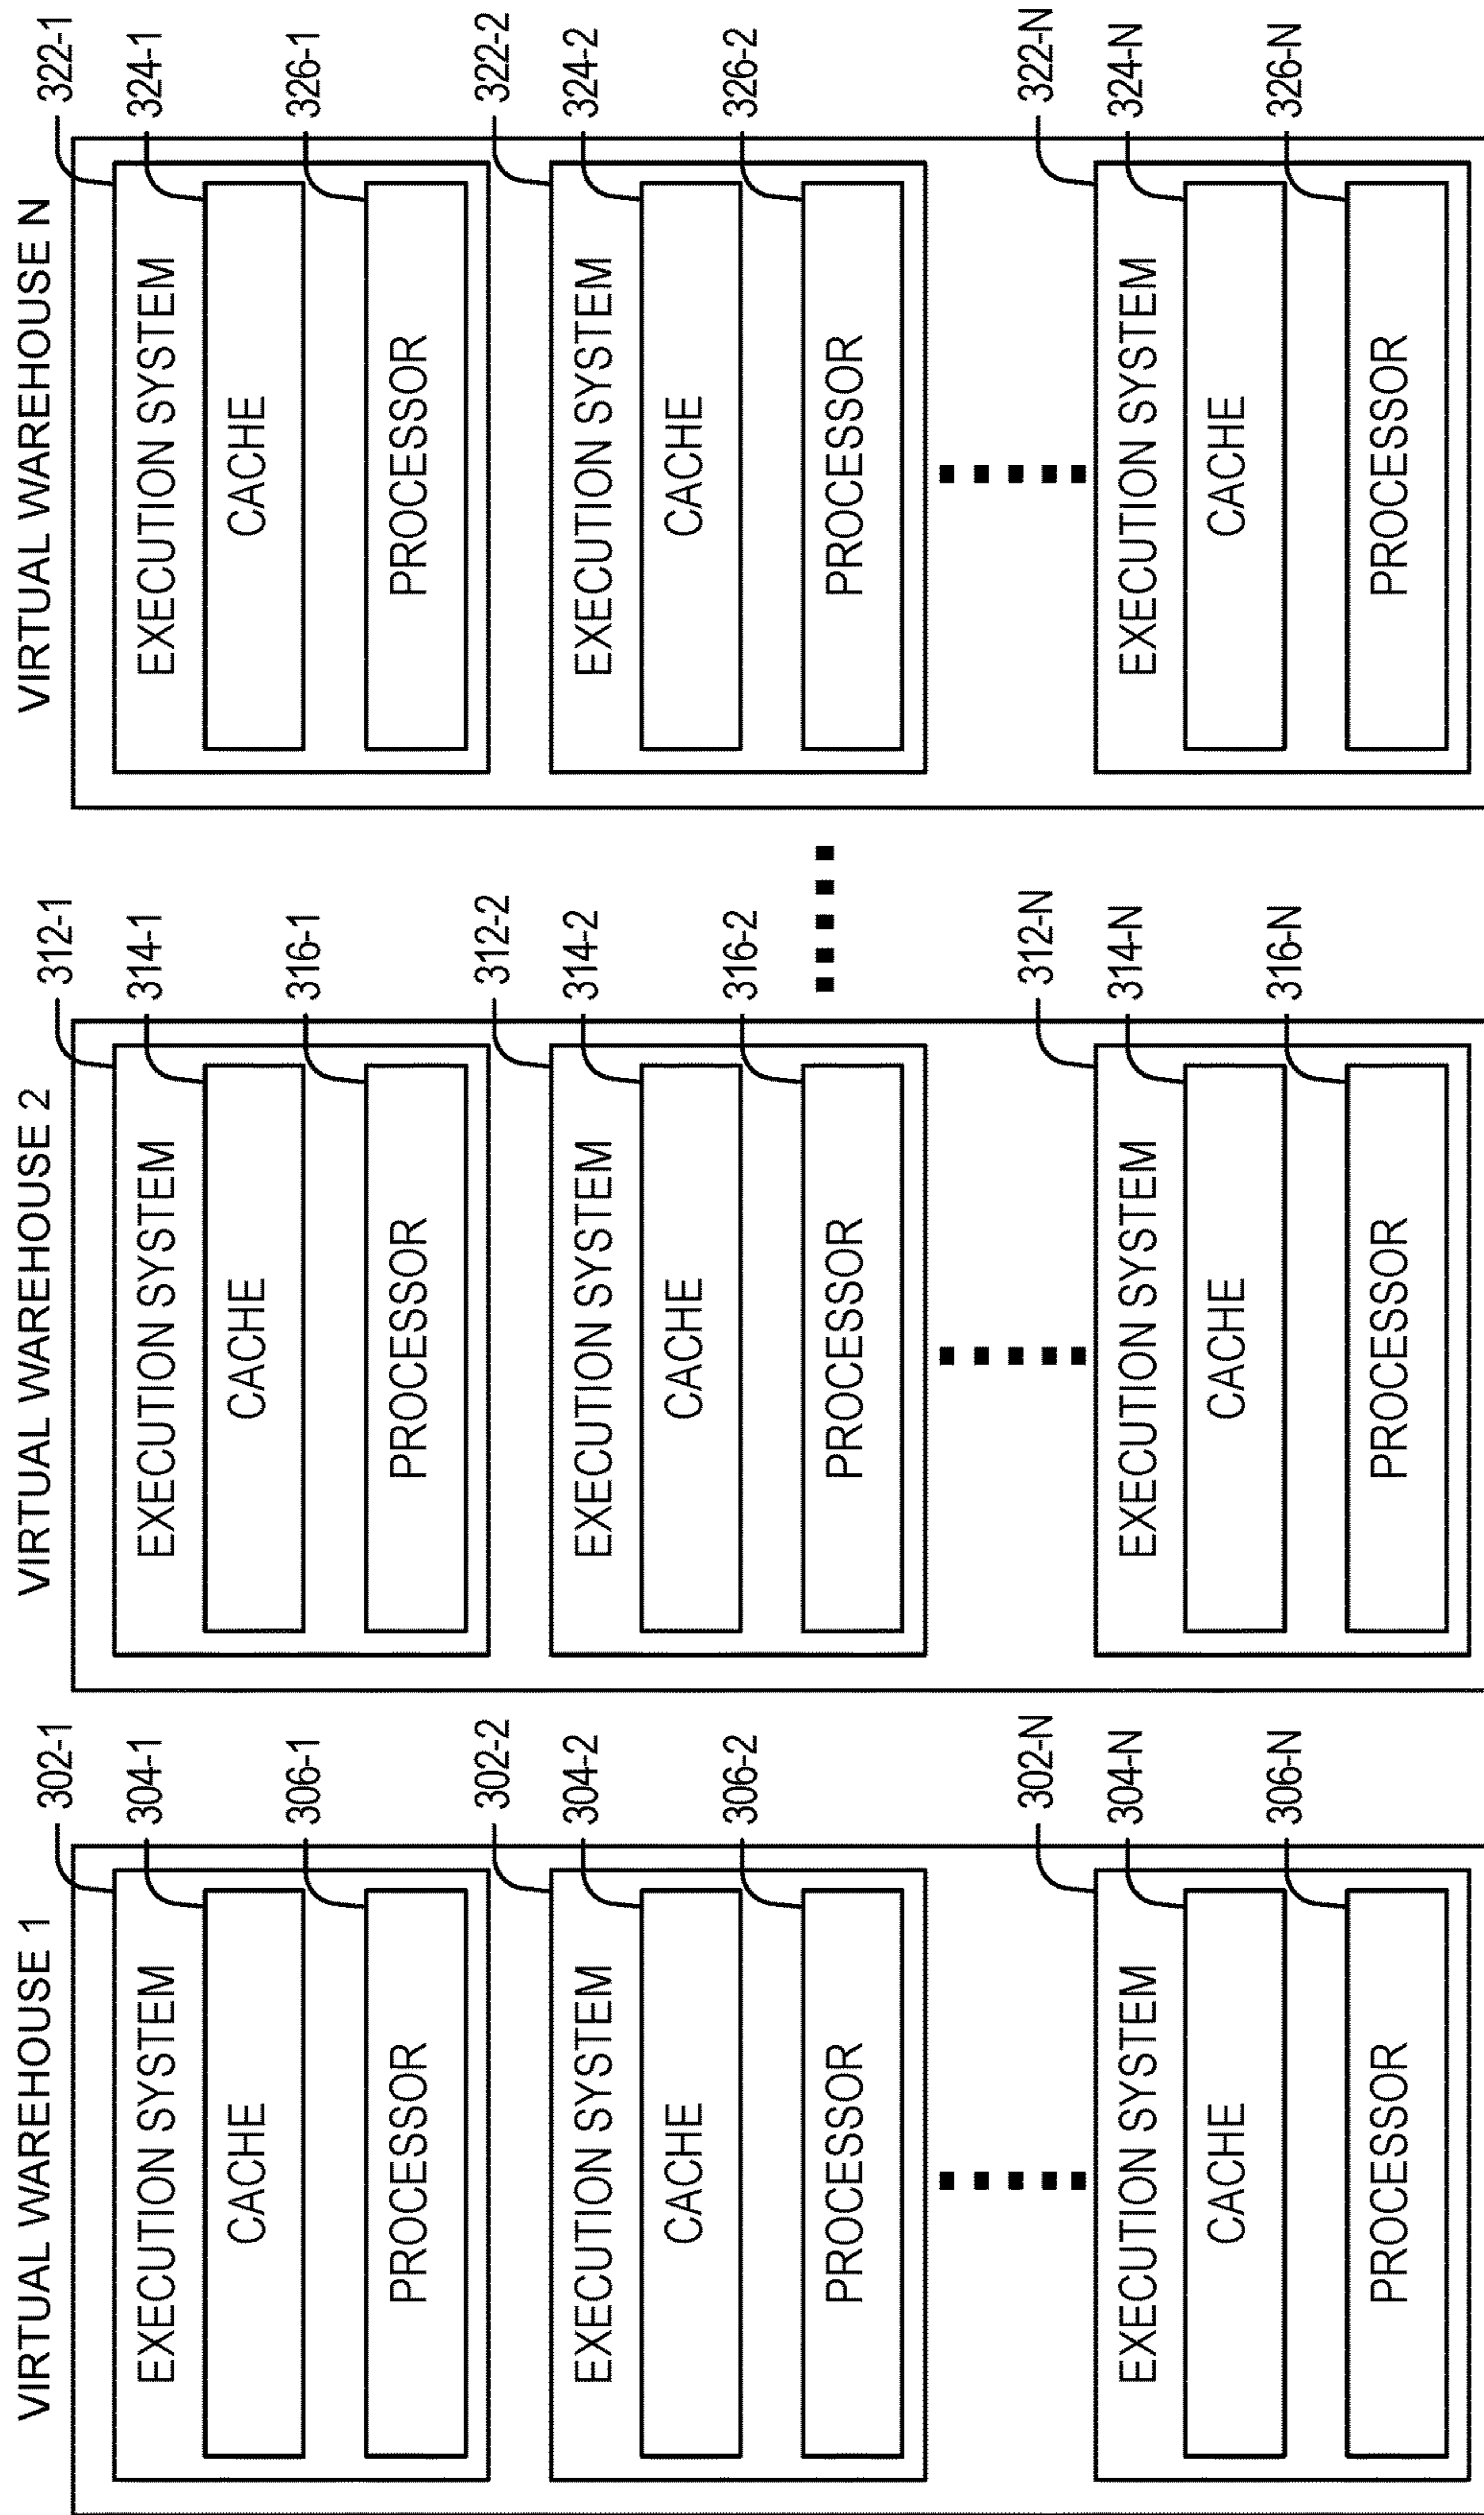 VIRTUAL WAREHOUSE 1
302-1
EXECUTION SYSTEM
304-1
CACHE
306-1
PROCESSOR
302-2
EXECUTION SYSTEM
304-2
CACHE
306-2
PROCESSOR
302-N
EXECUTION SYSTEM
304-N
CACHE
306-N
PROCESSOR
VIRTUAL WAREHOUSE 2
312-1
EXECUTION SYSTEM
314-1
CACHE
316-1
PROCESSOR
312-2
EXECUTION SYSTEM
314-2
CACHE
316-2
PROCESSOR
312-N
EXECUTION SYSTEM
314-N
CACHE
316-N
PROCESSOR
VIRTUAL WAREHOUSE N
322-1
EXECUTION SYSTEM
324-1
CACHE
326-1
PROCESSOR
322-2
EXECUTION SYSTEM
324-2
CACHE
326-2
PROCESSOR
322-N
EXECUTION SYSTEM
324-N
CACHE
326-N
PROCESSOR